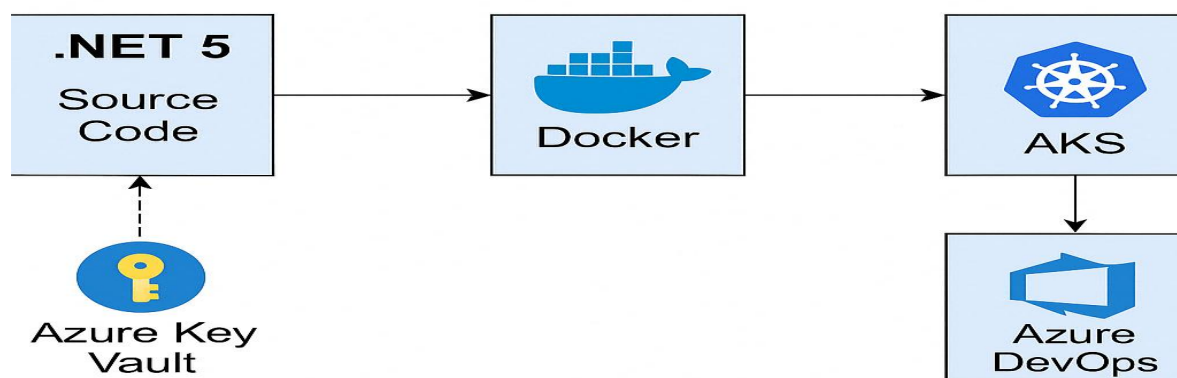 .NET 5
Source
Code
Docker
AKS
Azure Key
Vault
Azure
DevOps